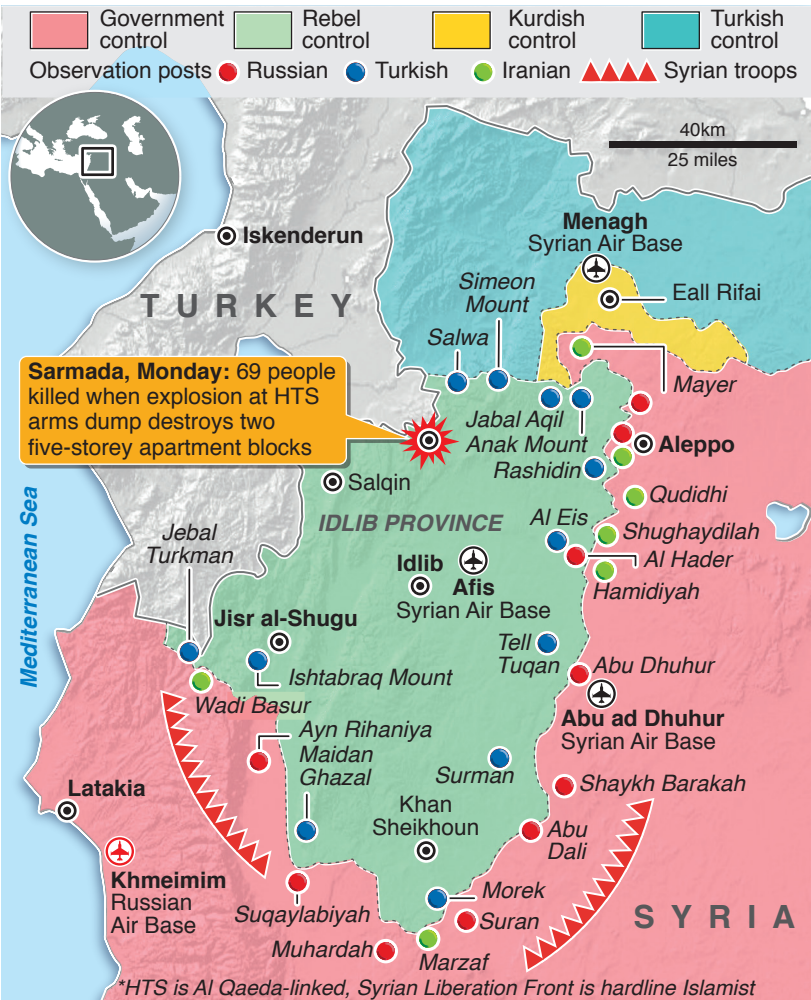 Government control
Rebel control
Kurdish control
Turkish control
Observation posts
Russian
Turkish
Iranian
Syrian troops
40km
25 miles
Iskenderun
TURKEY
Menagh
Syrian Air Base
Eall Rifai
Simeon
Mount
Salwa
Sarmada, Monday: 69 people
killed when explosion at HTS
arms dump destroys two
five-storey apartment blocks
Mayer
Jabal Aqil
Anak Mount
Rashidin
Aleppo
Salqin
Qudidhi
Mediterranean Sea
IDLIB PROVINCE
Jebal
Turkman
Al Eis
Shughaydilah
Al Hader
Hamidiyah
Idlib
Afis
Syrian Air Base
Jisr al-Shugu
Tell
Tuqan
Abu Dhuhur
Ishtabraq Mount
Wadi Basur
Abu ad Dhuhur
Syrian Air Base
Ayn Rihaniya
Maidan
Ghazal
Surman
Shaykh Barakah
Latakia
Khan
Sheikhoun
Abu
Dali
Khmeimim
Russian
Air Base
Suqaylabiyah
Morek
Suran
SYRIA
Muhardah
Marzaf
*HTS is Al Qaeda-linked, Syrian Liberation Front is hardline Islamist